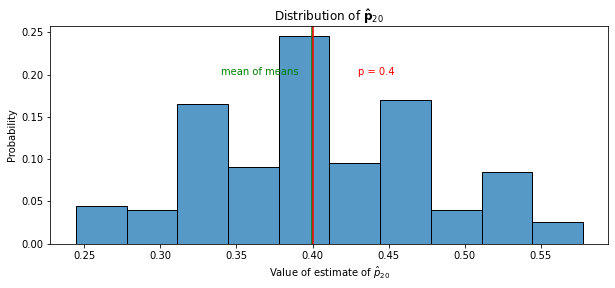 Distribution of p̂₂₀
0.25
0.20
0.15
0.10
0.05
0.00
Probability
mean of means
p = 0.4
0.25 0.30 0.35 0.40 0.45 0.50 0.55
Value of estimate of p̂₂₀